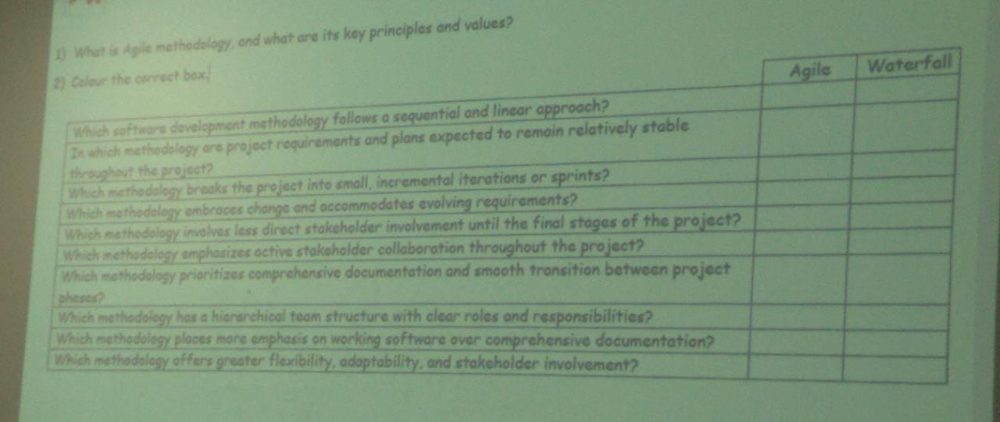 1) What is Agile methodology, and what are its key principles and values?
2) Colour the correct box.
Agile Waterfall
Which software development methodology follows a sequential and linear approach?
In which methodology are project requirements and plans expected to remain relatively stable
throughout the project?
Which methodology breaks the project into small, incremental iterations or sprints?
Which methodology embraces change and accommodates evolving requirements?
Which methodology involves less direct stakeholder involvement until the final stages of the project?
Which methodology emphasizes active stakeholder collaboration throughout the project?
Which methodology prioritizes comprehensive documentation and smooth transition between project
phases?
Which methodology has a hierarchical team structure with clear roles and responsibilities?
Which methodology places more emphasis on working software over comprehensive documentation?
Which methodology offers greater flexibility, adaptability, and stakeholder involvement?